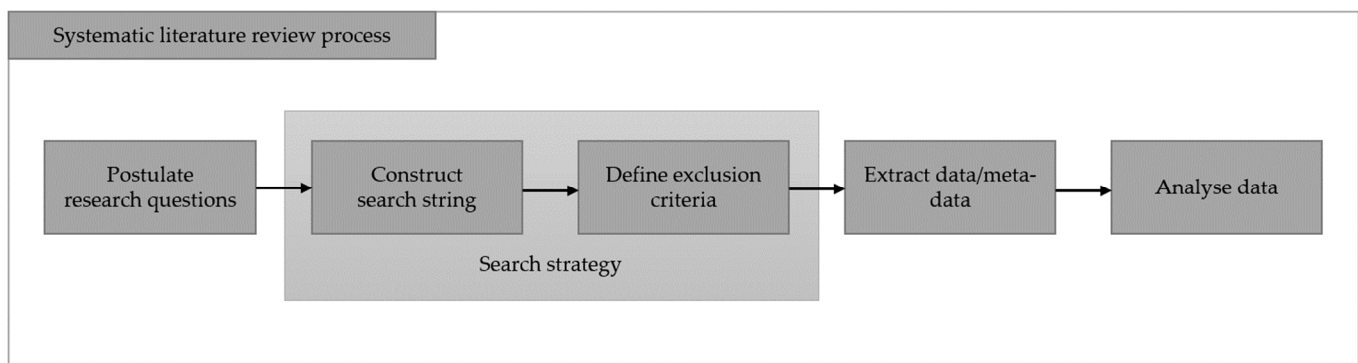 Systematic literature review process
Postulate
research questions
Construct
search string
Define exclusion
criteria
Extract data/meta-
data
Analyse data
Search strategy